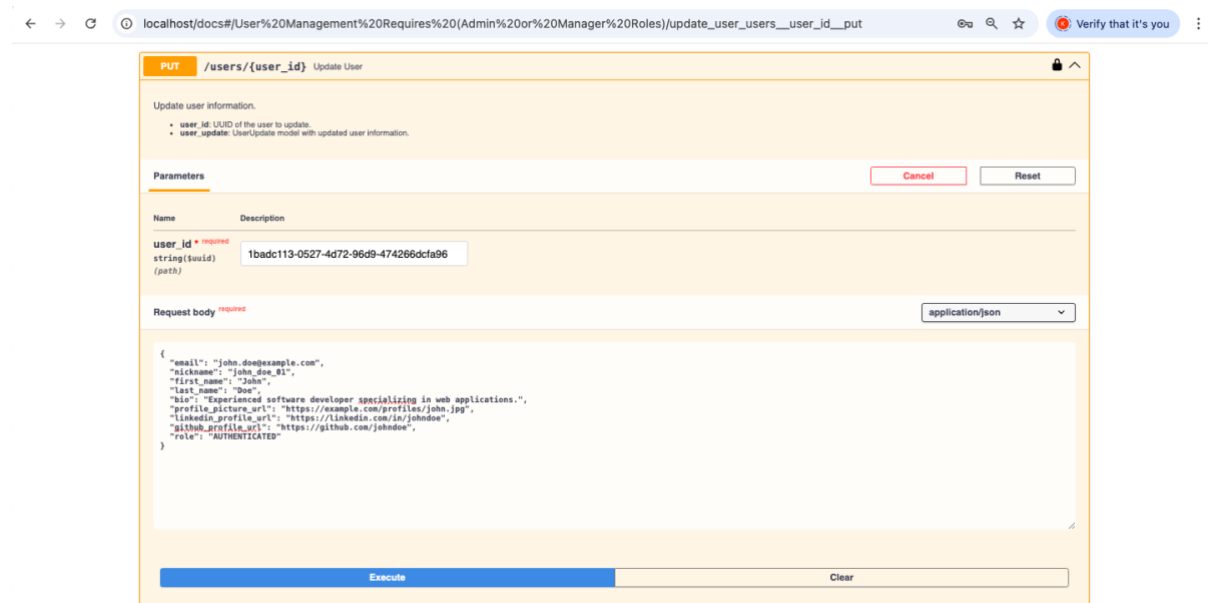 localhost/docs#/User%20Management%20Requires%20(Admin%20or%20Manager%20Roles)/update_user_users__user_id__put
Verify that it's you
PUT /users/{user_id} Update User
Update user information.
• user_id: UUID of the user to update.
• user_update: UserUpdate model with updated user information.
Parameters Cancel Reset
Name Description
user_id * required
string($uuid) 1badc113-0527-4d72-96d9-474266dcfa96
(path)
Request body required application/json
{
"email": "john.doe@example.com",
"nickname": "john_doe_01",
"first_name": "John",
"last_name": "Doe",
"bio": "Experienced software developer specializing in web applications.",
"profile_picture_url": "https://example.com/profiles/john.jpg",
"linkedin_profile_url": "https://linkedin.com/in/johndoe",
"github_profile_url": "https://github.com/johndoe",
"role": "AUTHENTICATED"
}
Execute Clear